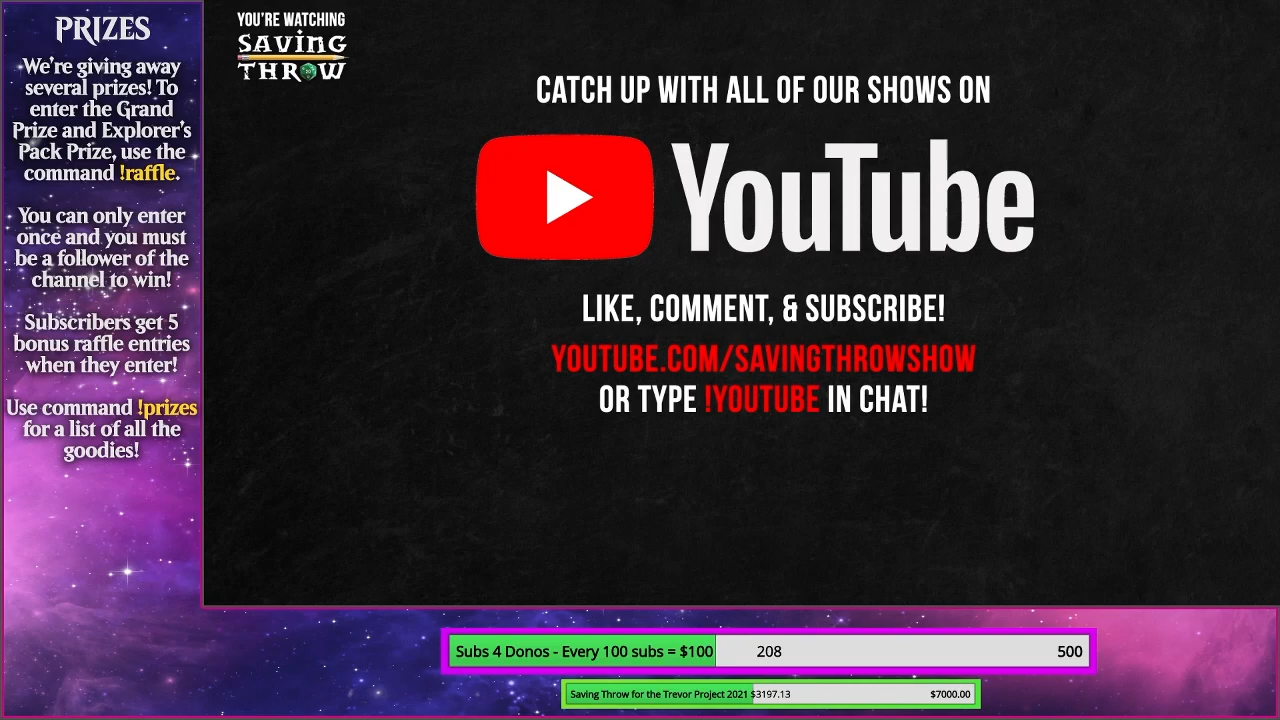 PRIZES
We're giving away
several prizes! To
enter the Grand
Prize and Explorer's
Pack Prize, use the
command !raffle.
You can only enter
once and you must
be a follower of the
channel to win!
Subscribers get 5
bonus raffle entries
when they enter!
Use command !prizes
for a list of all the
goodies!
YOU'RE WATCHING
SAVING
THROW
CATCH UP WITH ALL OF OUR SHOWS ON
YouTube
LIKE, COMMENT, & SUBSCRIBE!
YOUTUBE.COM/SAVINGTHROWSHOW
OR TYPE !YOUTUBE IN CHAT!
Subs 4 Donos - Every 100 subs = $100 208 500
Saving Throw for the Trevor Project 2021 $3197.13 $7000.00